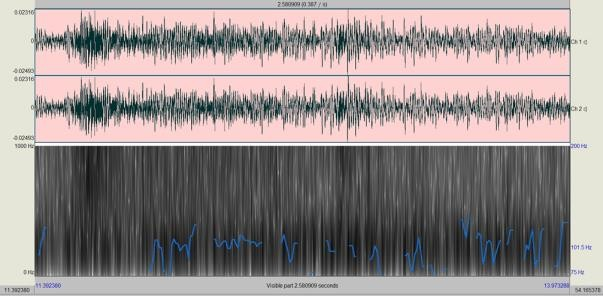 2.580909 (0.387 / s)
0.02316
0
-0.02493
Ch 1
0.02316
0
-0.02493
Ch 2
1000 Hz
200 Hz
101.5 Hz
0 Hz
75 Hz
11.392380
11.392380
Visible part 2.580909 seconds
13.973288
54.165378